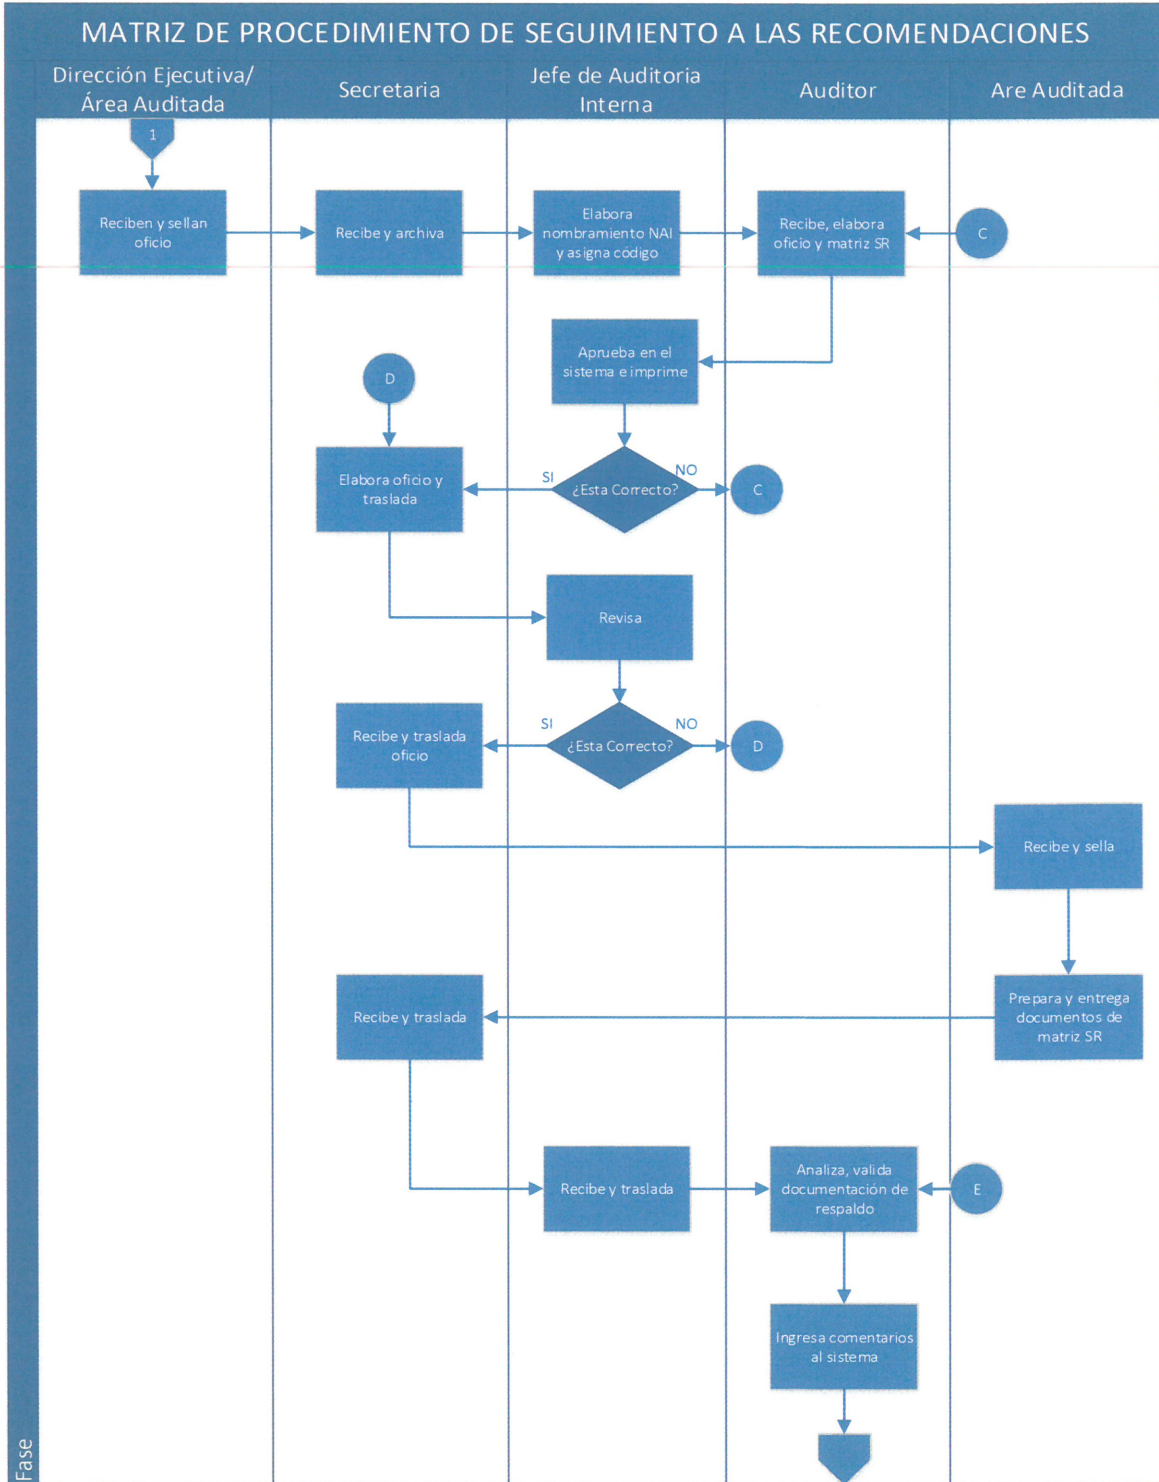 MATRIZ DE PROCEDIMIENTO DE SEGUIMIENTO A LAS RECOMENDACIONES
Dirección Ejecutiva/
Área Auditada
Secretaria
Jefe de Auditoria
Interna
Auditor
Are Auditada
1
Reciben y sellan
oficio
Recibe y archiva
Elabora
nombramiento NAI
y asigna código
Recibe, elabora
oficio y matriz SR
C
Aprueba en el
sistema e imprime
D
Elabora oficio y
traslada
SI
¿Esta Correcto?
NO
C
Revisa
Recibe y traslada
oficio
SI
¿Esta Correcto?
NO
D
Recibe y sella
Prepara y entrega
documentos de
matriz SR
Recibe y traslada
Recibe y traslada
Analiza, valida
documentación de
respaldo
E
Ingresa comentarios
al sistema
Fase